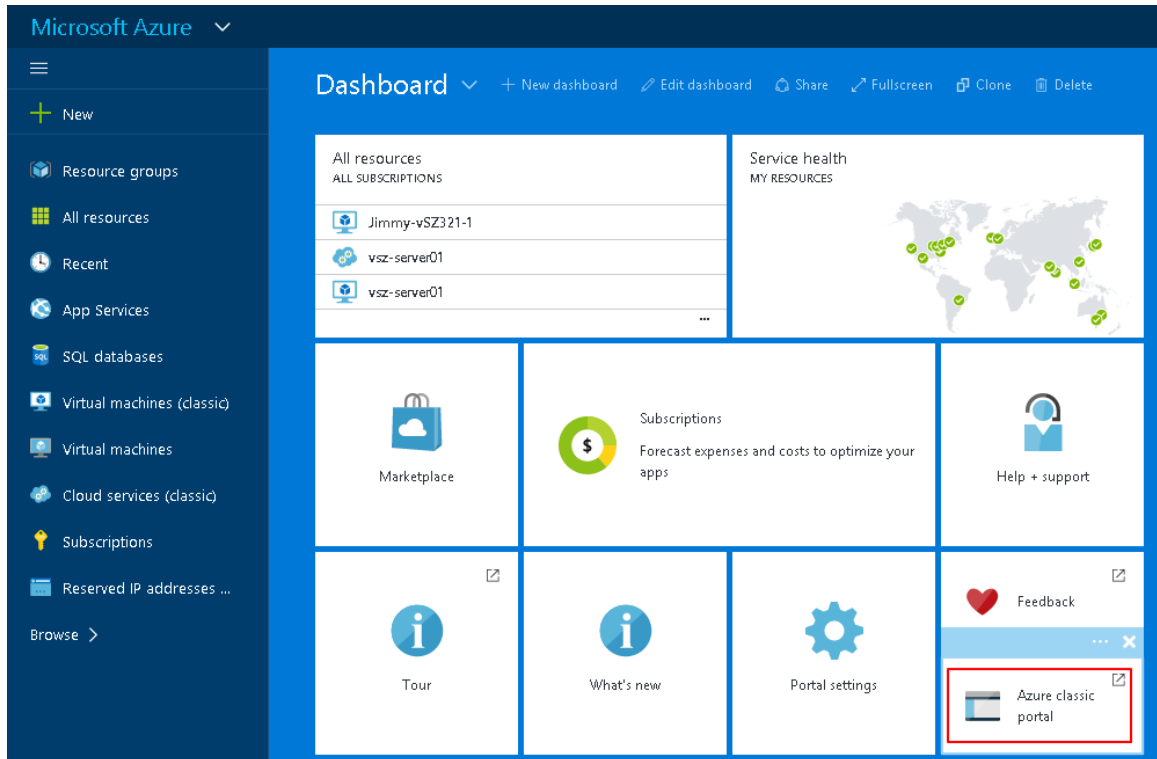 Microsoft Azure
New
Resource groups
All resources
Recent
App Services
SQL databases
Virtual machines (classic)
Virtual machines
Cloud services (classic)
Subscriptions
Reserved IP addresses ...
Browse
Dashboard
New dashboard
Edit dashboard
Share
Fullscreen
Clone
Delete
All resources
ALL SUBSCRIPTIONS
Jimmy-vSZ321-1
vsz-server01
vsz-server01
...
Service health
MY RESOURCES
Marketplace
$
Subscriptions
Forecast expenses and costs to optimize your
apps
Help + support
Tour
What's new
Portal settings
Feedback
...
Azure classic
portal
SQL